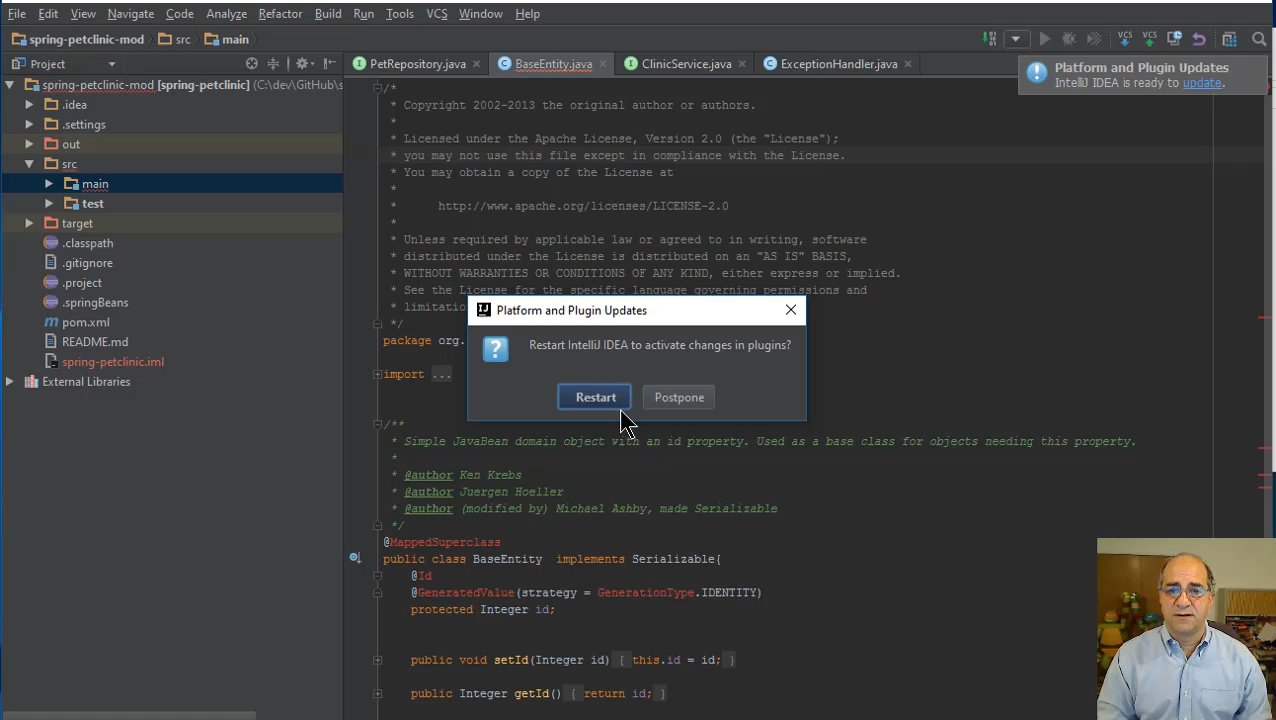 File Edit View Navigate Code Analyze Refactor Build Run Tools VCS Window Help
spring-petclinic-mod src main
VCS VCS
Project
PetRepository.java BaseEntity.java ClinicService.java ExceptionHandler.java
Platform and Plugin Updates
IntelliJ IDEA is ready to update.
spring-petclinic-mod [spring-petclinic] (C:\dev\GitHub\s
.idea
.settings
out
src
main
test
target
.classpath
.gitignore
.project
.springBeans
pom.xml
README.md
spring-petclinic.iml
External Libraries
/*
* Copyright 2002-2013 the original author or authors.
*
* Licensed under the Apache License, Version 2.0 (the "License");
* you may not use this file except in compliance with the License.
* You may obtain a copy of the License at
*
* http://www.apache.org/licenses/LICENSE-2.0
*
* Unless required by applicable law or agreed to in writing, software
* distributed under the License is distributed on an "AS IS" BASIS,
* WITHOUT WARRANTIES OR CONDITIONS OF ANY KIND, either express or implied.
* See the License for the specific language governing permissions and
* limitatio
*/
package org.
import ...
IJ Platform and Plugin Updates
? Restart IntelliJ IDEA to activate changes in plugins?
Restart Postpone
/**
* Simple JavaBean domain object with an id property. Used as a base class for objects needing this property.
*
* @author Ken Krebs
* @author Juergen Hoeller
* @author (modified by) Michael Ashby, made Serializable
*/
@MappedSuperclass
public class BaseEntity implements Serializable{
@Id
@GeneratedValue(strategy = GenerationType.IDENTITY)
protected Integer id;
public void setId(Integer id) { this.id = id; }
public Integer getId() { return id; }